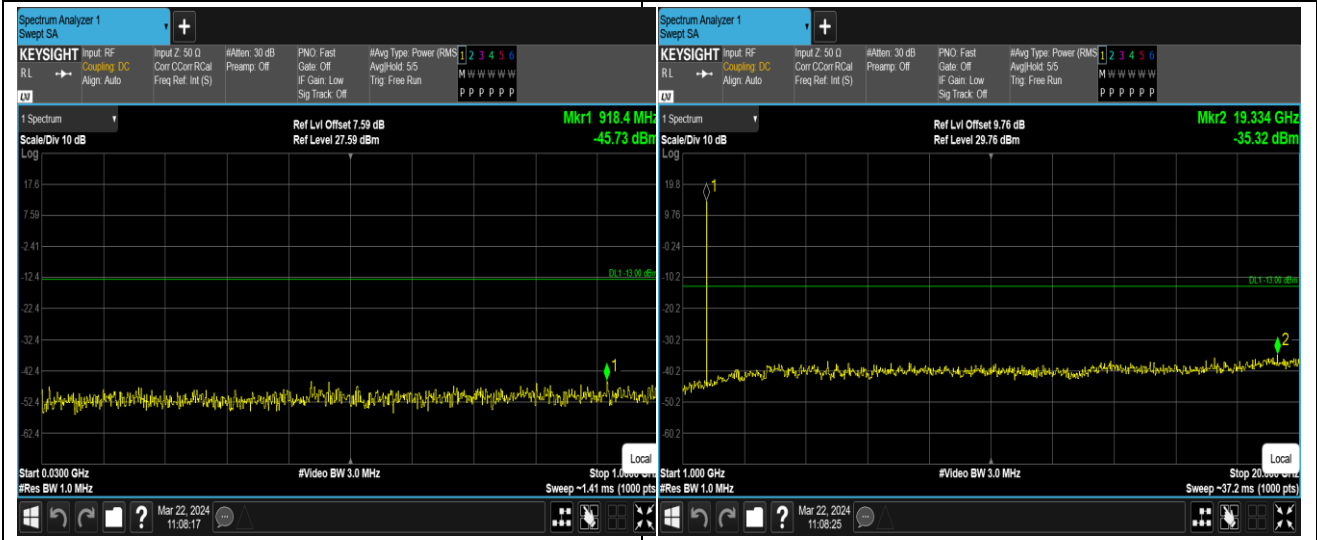 Spectrum Analyzer 1
Swept SA
+
KEYSIGHT Input: RF
Coupling: DC
Align: Auto
Input Z: 50 Ω
Corr CCorr RCal
Freq Ref: Int (S)
#Atten: 30 dB
Preamp: Off
PNO: Fast
Gate: Off
IF Gain: Low
Sig Track: Off
#Avg Type: Power (RMS
Avg|Hold: 5/5
Trig: Free Run
1 2 3 4 5 6
M W W W W W
P P P P P P
RL
LXI
1 Spectrum
Scale/Div 10 dB
Log
Ref Lvl Offset 7.59 dB
Ref Level 27.59 dBm
Mkr1 918.4 MHz
-45.73 dBm
17.6
7.59
-2.41
-12.4
-22.4
-32.4
-42.4
-52.4
-62.4
DL1 -13.00 dBm
1
Local
Start 0.0300 GHz
#Res BW 1.0 MHz
#Video BW 3.0 MHz
Stop 1.0
Sweep ~1.41 ms (1000 pts)
?
Mar 22, 2024
11:08:17
Spectrum Analyzer 1
Swept SA
+
KEYSIGHT Input: RF
Coupling: DC
Align: Auto
Input Z: 50 Ω
Corr CCorr RCal
Freq Ref: Int (S)
#Atten: 30 dB
Preamp: Off
PNO: Fast
Gate: Off
IF Gain: Low
Sig Track: Off
#Avg Type: Power (RMS
Avg|Hold: 5/5
Trig: Free Run
1 2 3 4 5 6
M W W W W W
P P P P P P
RL
LXI
1 Spectrum
Scale/Div 10 dB
Log
Ref Lvl Offset 9.76 dB
Ref Level 29.76 dBm
Mkr2 19.334 GHz
-35.32 dBm
19.8
9.76
-0.24
-10.2
-20.2
-30.2
-40.2
-50.2
-60.2
1
DL1 -13.00 dBm
2
Local
Start 1.000 GHz
#Res BW 1.0 MHz
#Video BW 3.0 MHz
Stop 20.
Sweep ~37.2 ms (1000 pts)
?
Mar 22, 2024
11:08:25